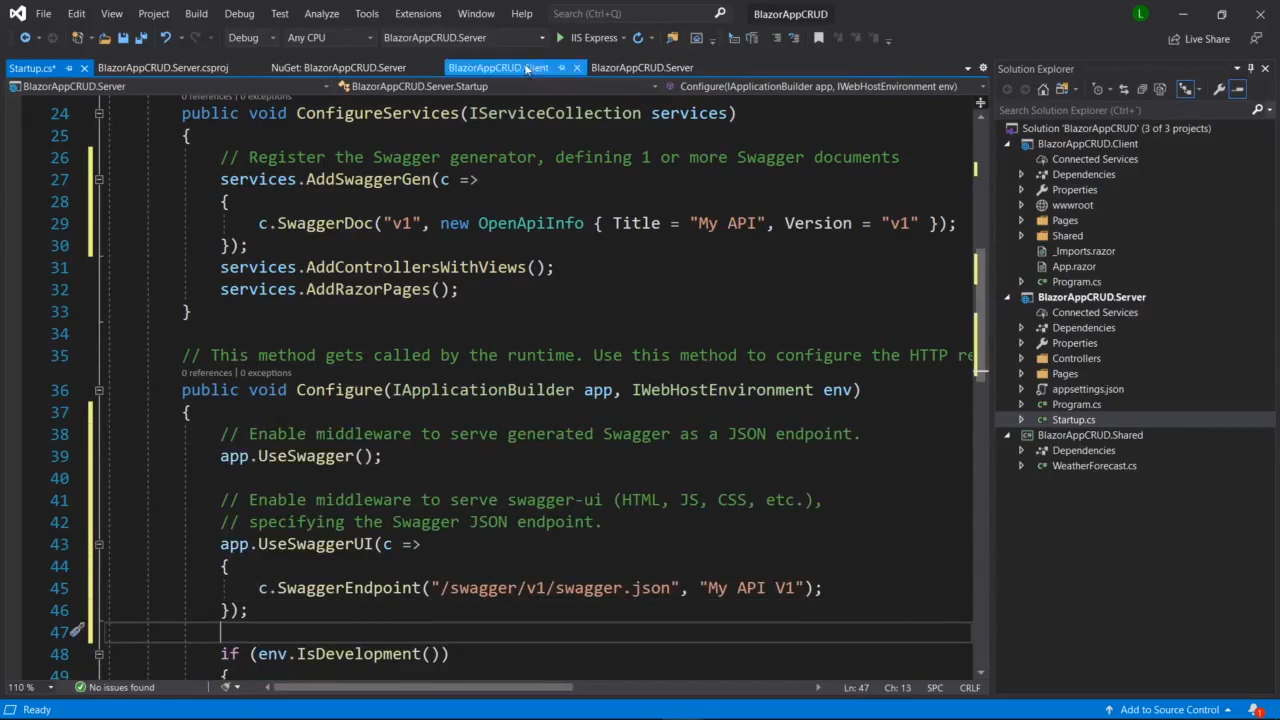 File Edit View Project Build Debug Test Analyze Tools Extensions Window Help Search (Ctrl+Q) BlazorAppCRUD L
Debug Any CPU BlazorAppCRUD.Server IIS Express Live Share
Startup.cs* BlazorAppCRUD.Server.csproj NuGet: BlazorAppCRUD.Server BlazorAppCRUD.Client BlazorAppCRUD.Server
BlazorAppCRUD.Server BlazorAppCRUD.Server.Startup Configure(IApplicationBuilder app, IWebHostEnvironment env)
0 references | 0 exceptions
24 public void ConfigureServices(IServiceCollection services)
25 {
26 // Register the Swagger generator, defining 1 or more Swagger documents
27 services.AddSwaggerGen(c =>
28 {
29 c.SwaggerDoc("v1", new OpenApiInfo { Title = "My API", Version = "v1" });
30 });
31 services.AddControllersWithViews();
32 services.AddRazorPages();
33 }
34
35 // This method gets called by the runtime. Use this method to configure the HTTP re
0 references | 0 exceptions
36 public void Configure(IApplicationBuilder app, IWebHostEnvironment env)
37 {
38 // Enable middleware to serve generated Swagger as a JSON endpoint.
39 app.UseSwagger();
40
41 // Enable middleware to serve swagger-ui (HTML, JS, CSS, etc.),
42 // specifying the Swagger JSON endpoint.
43 app.UseSwaggerUI(c =>
44 {
45 c.SwaggerEndpoint("/swagger/v1/swagger.json", "My API V1");
46 });
47
48 if (env.IsDevelopment())
49 {
110 % No issues found Ln: 47 Ch: 13 SPC CRLF
Ready Add to Source Control 1
Solution Explorer
Search Solution Explorer (Ctrl+;)
Solution 'BlazorAppCRUD' (3 of 3 projects)
BlazorAppCRUD.Client
Connected Services
Dependencies
Properties
wwwroot
Pages
Shared
_Imports.razor
App.razor
C# Program.cs
BlazorAppCRUD.Server
Connected Services
Dependencies
Properties
Controllers
Pages
appsettings.json
C# Program.cs
C# Startup.cs
C# BlazorAppCRUD.Shared
Dependencies
C# WeatherForecast.cs